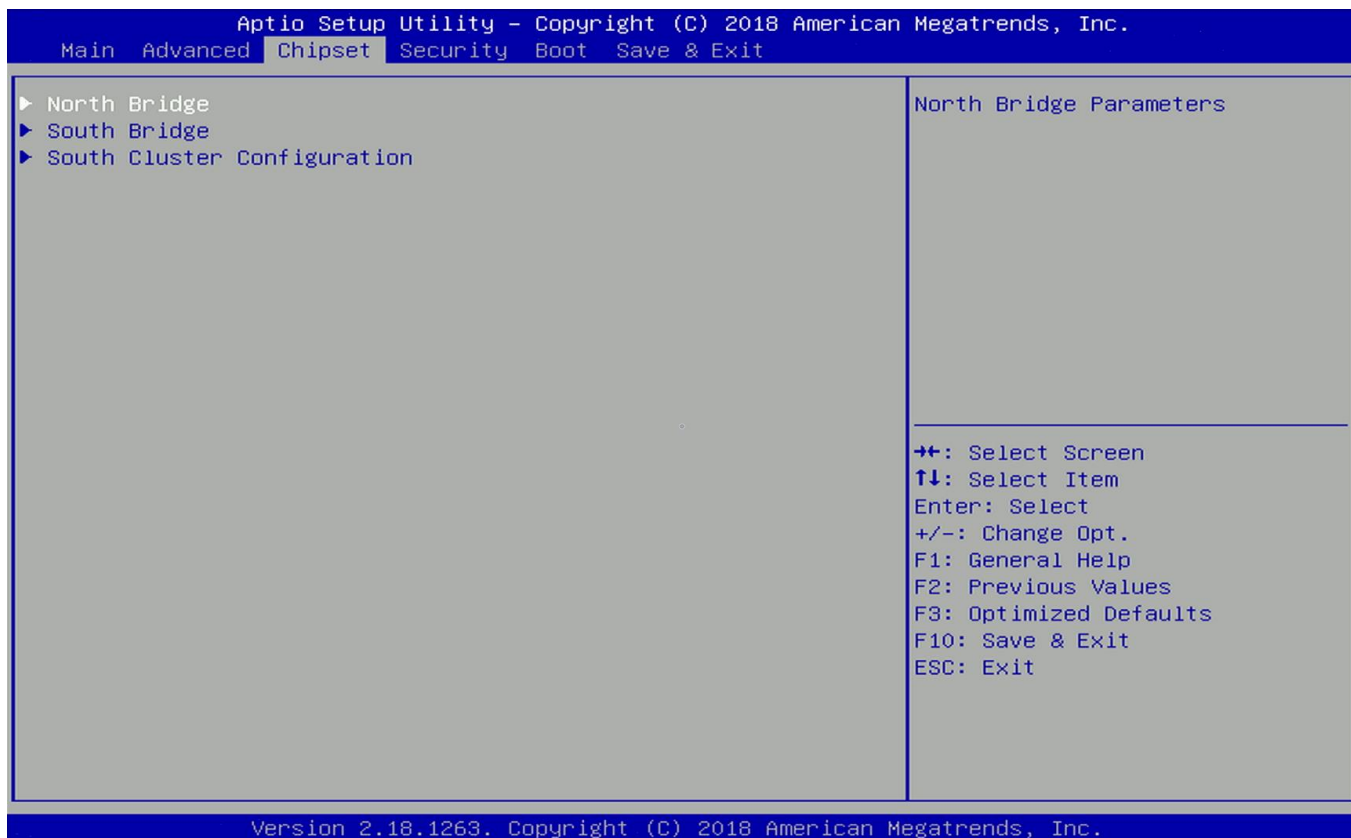 Aptio Setup Utility – Copyright (C) 2018 American Megatrends, Inc.
Main Advanced Chipset Security Boot Save & Exit
▶ North Bridge
▶ South Bridge
▶ South Cluster Configuration
North Bridge Parameters
→←: Select Screen
↑↓: Select Item
Enter: Select
+/-: Change Opt.
F1: General Help
F2: Previous Values
F3: Optimized Defaults
F10: Save & Exit
ESC: Exit
Version 2.18.1263. Copyright (C) 2018 American Megatrends, Inc.